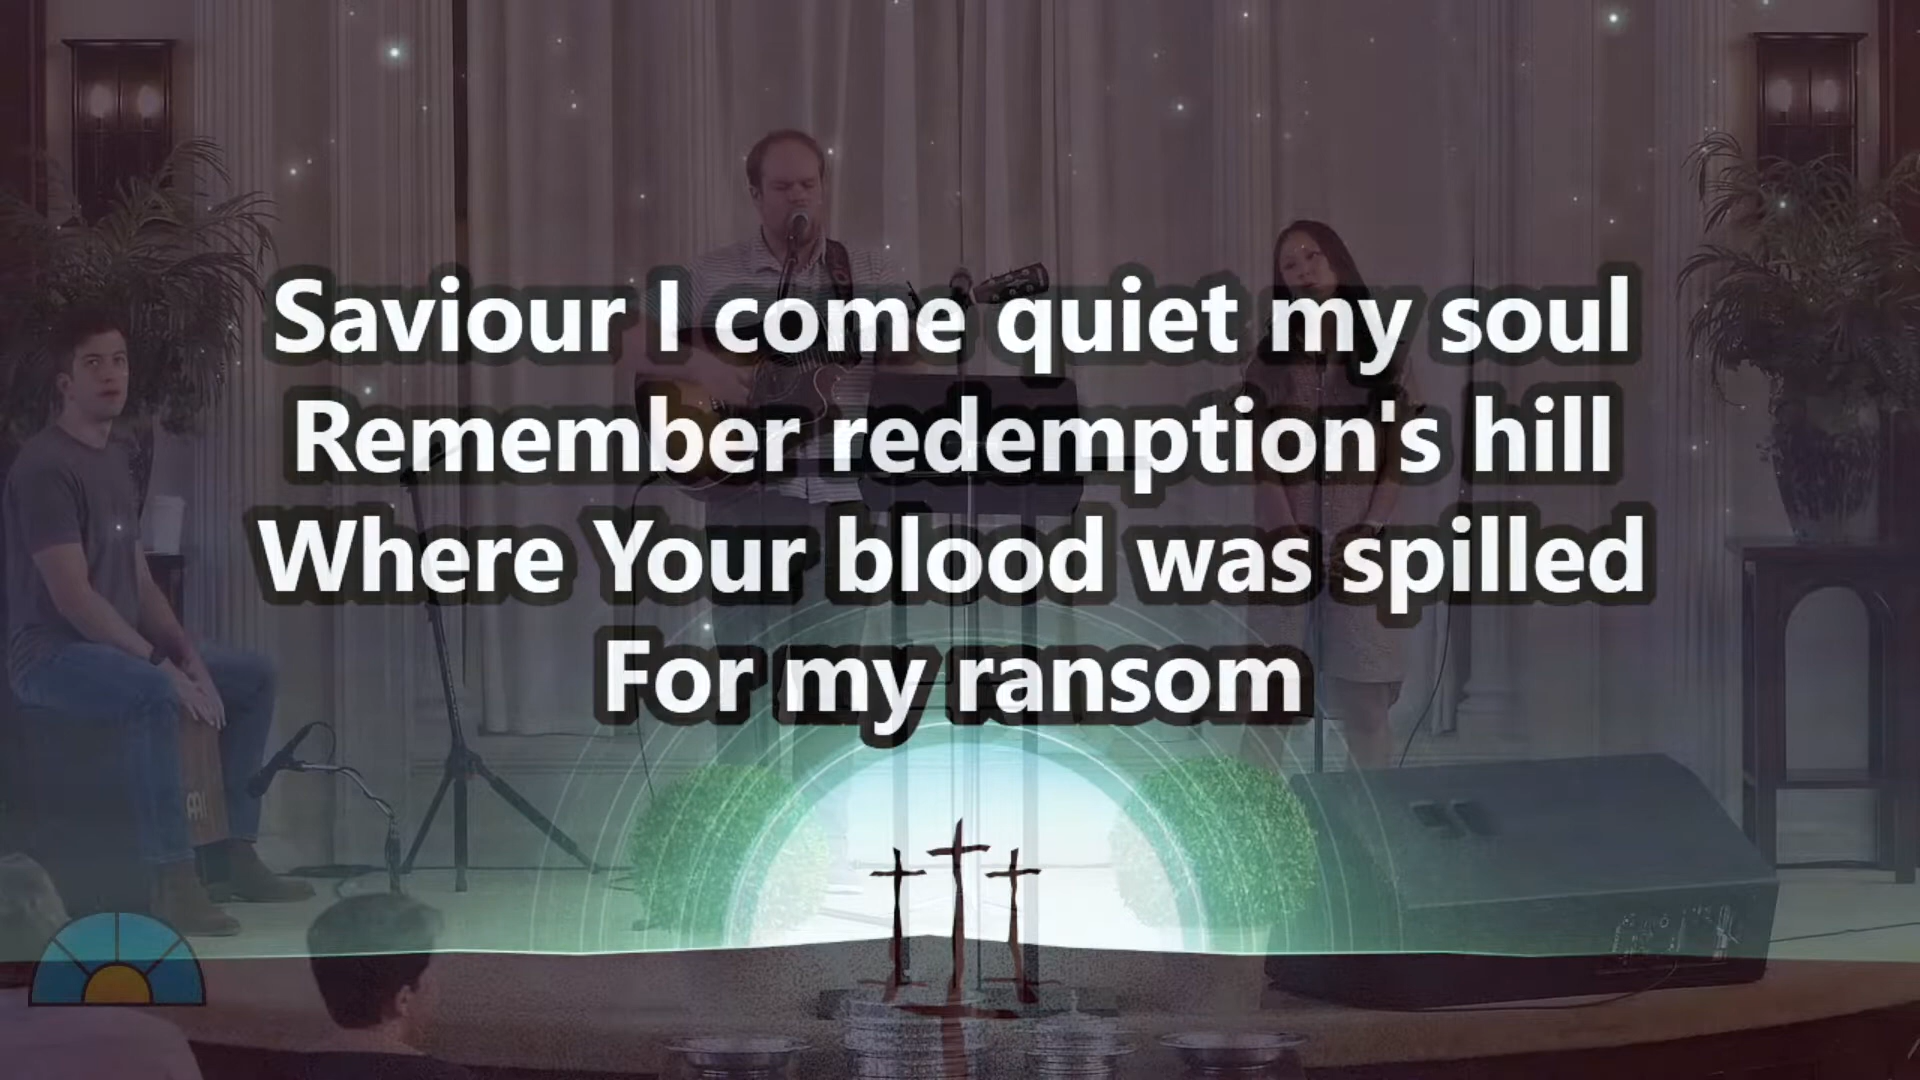 Saviour I come quiet my soul
Remember redemption's hill
Where Your blood was spilled
For my ransom